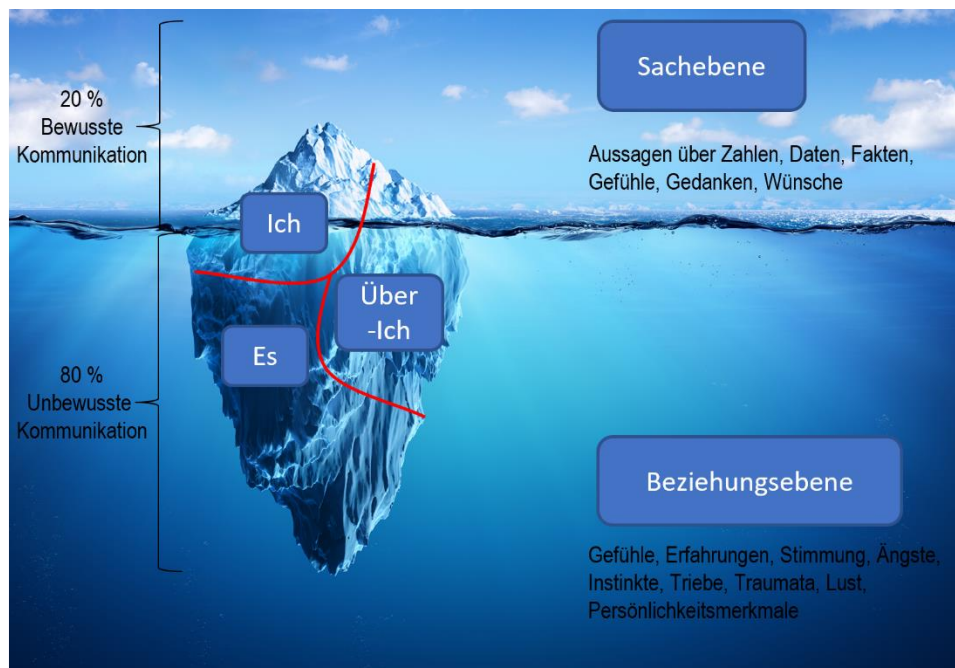 20 %
Bewusste
Kommunikation
Sachebene
Aussagen über Zahlen, Daten, Fakten,
Gefühle, Gedanken, Wünsche
Ich
Über
-Ich
Es
80 %
Unbewusste
Kommunikation
Beziehungsebene
Gefühle, Erfahrungen, Stimmung, Ängste,
Instinkte, Triebe, Traumata, Lust,
Persönlichkeitsmerkmale